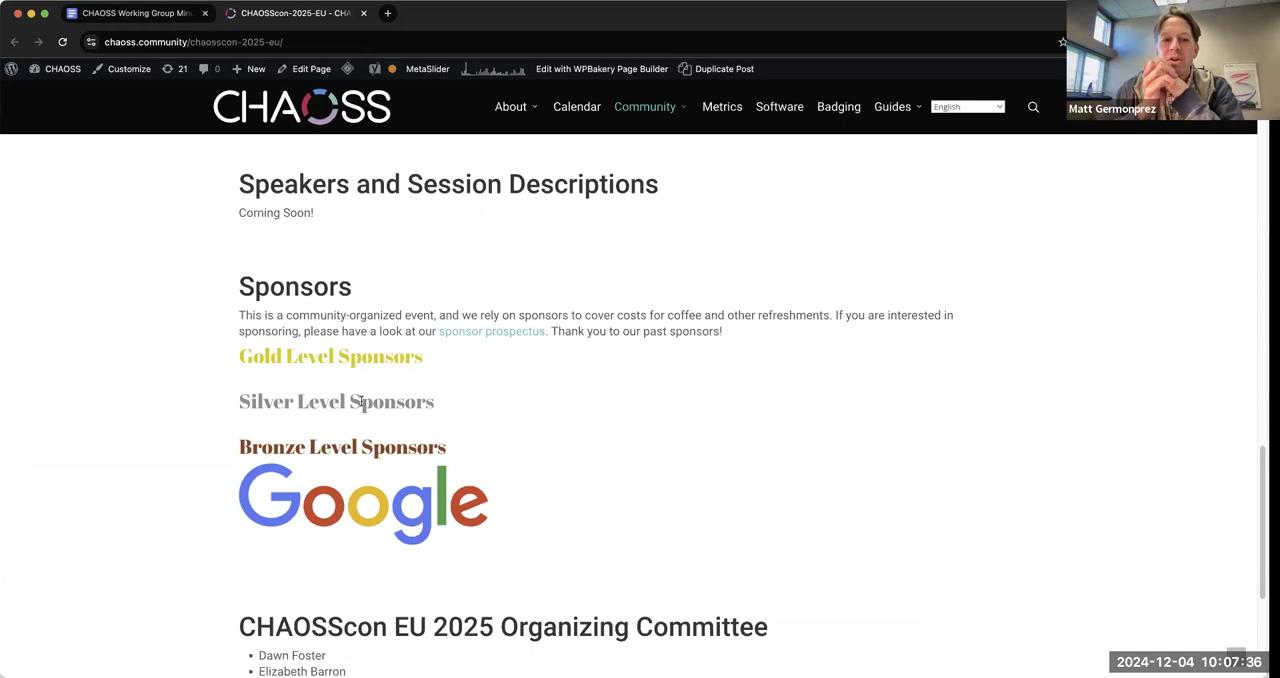 CHAOSS Working Group Min
CHAOSScon-2025-EU - CHA
chaoss.community/chaosscon-2025-eu/
CHAOSS Customize 21 0 New Edit Page MetaSlider Edit with WPBakery Page Builder Duplicate Post
CHAOSS
About Calendar Community Metrics Software Badging Guides English
Matt Germonprez
Speakers and Session Descriptions
Coming Soon!
Sponsors
This is a community-organized event, and we rely on sponsors to cover costs for coffee and other refreshments. If you are interested in
sponsoring, please have a look at our sponsor prospectus. Thank you to our past sponsors!
Gold Level Sponsors
Silver Level Sponsors
Bronze Level Sponsors
Google
CHAOSScon EU 2025 Organizing Committee
• Dawn Foster
• Elizabeth Barron
2024-12-04 10:07:36